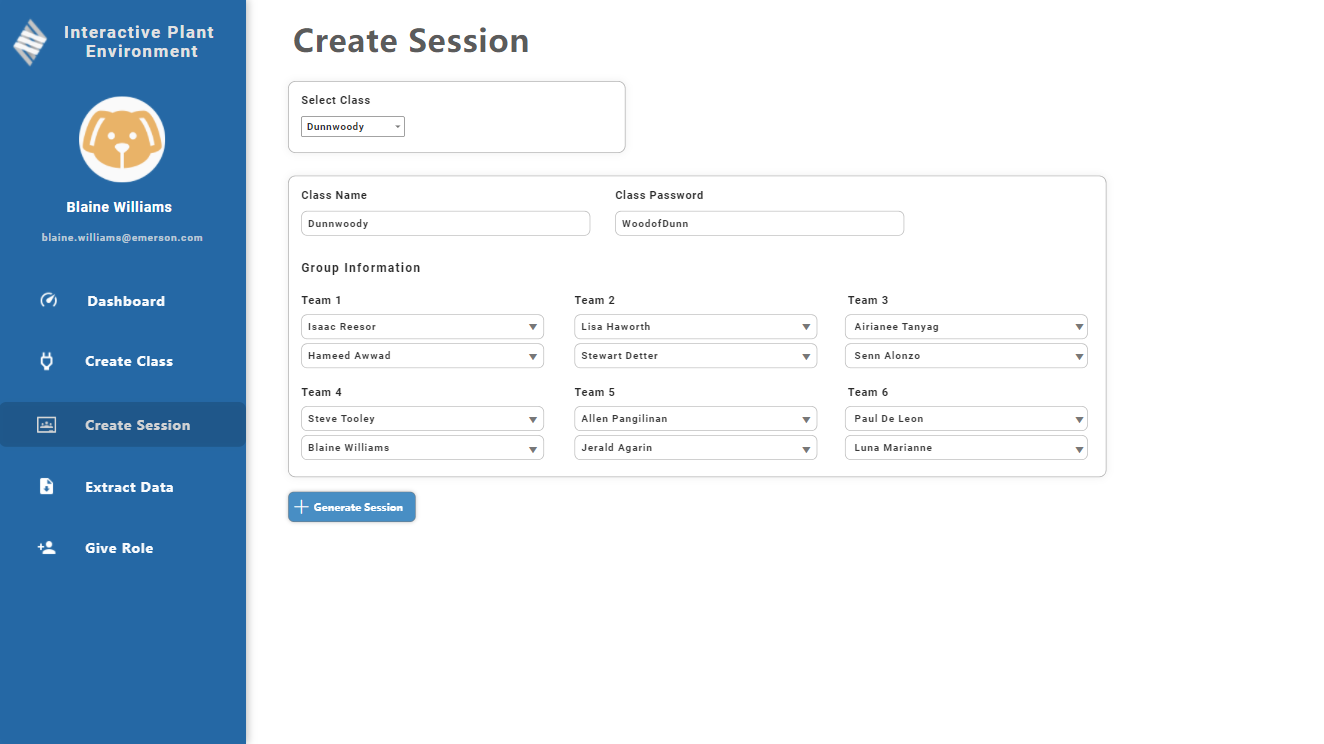 Interactive Plant
Environment
Blaine Williams
blaine.williams@emerson.com
Dashboard
Create Class
Create Session
Extract Data
Give Role
Create Session
Select Class
Dunnwoody
Class Name
Class Password
Dunnwoody
WoodofDunn
Group Information
Team 1
Team 2
Team 3
Isaac Reesor
Lisa Haworth
Airianee Tanyag
Hameed Awwad
Stewart Detter
Senn Alonzo
Team 4
Team 5
Team 6
Steve Tooley
Allen Pangilinan
Paul De Leon
Blaine Williams
Jerald Agarin
Luna Marianne
Generate Session